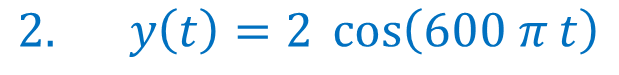 2. y(t) = 2 cos(600 π t)